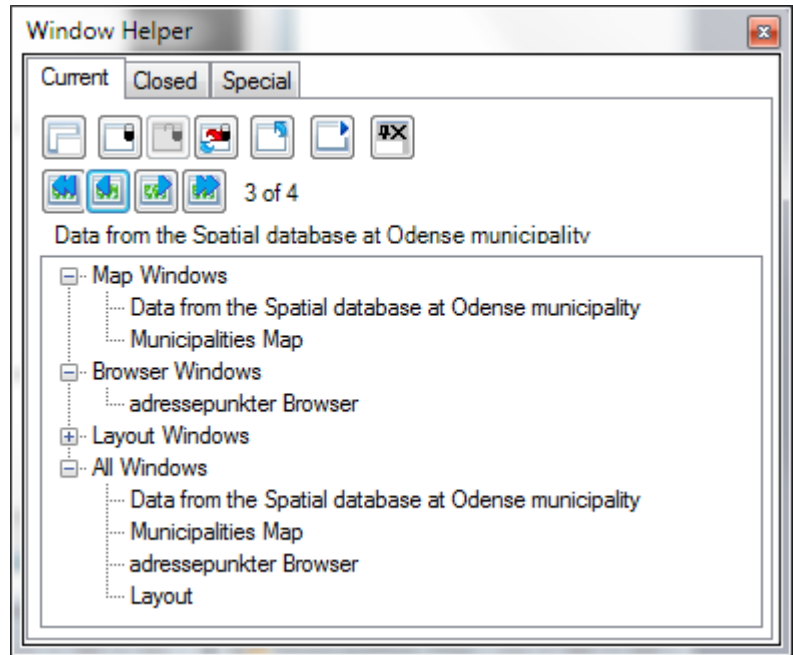 Window Helper
Current Closed Special
3 of 4
Data from the Spatial database at Odense municipality
Map Windows
Data from the Spatial database at Odense municipality
Municipalities Map
Browser Windows
adressepunkter Browser
Layout Windows
All Windows
Data from the Spatial database at Odense municipality
Municipalities Map
adressepunkter Browser
Layout